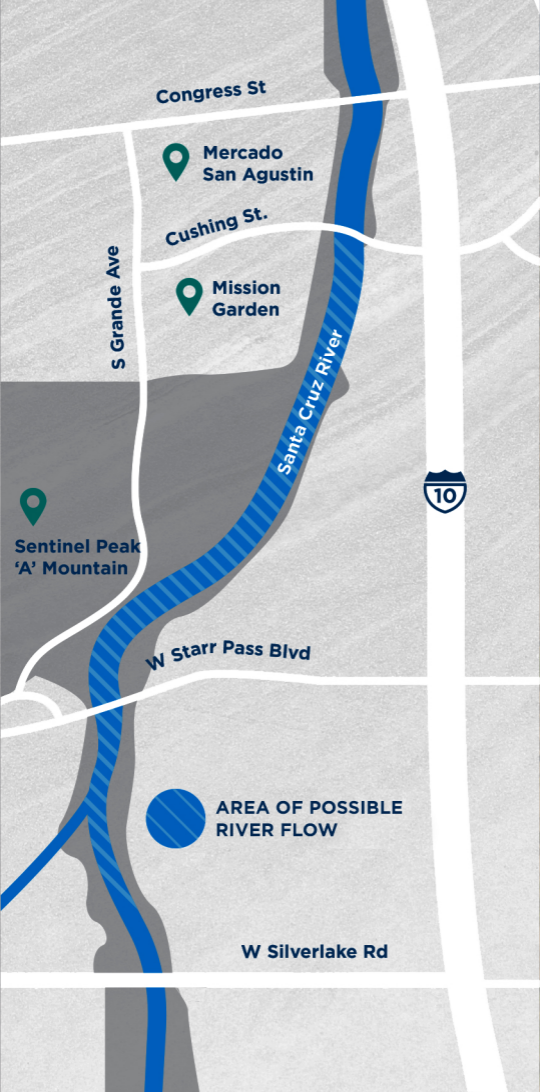 Congress St
Mercado
San Agustin
Cushing St.
S Grande Ave
Mission
Garden
Santa Cruz River
10
Sentinel Peak
‘A’ Mountain
W Starr Pass Blvd
AREA OF POSSIBLE
RIVER FLOW
W Silverlake Rd